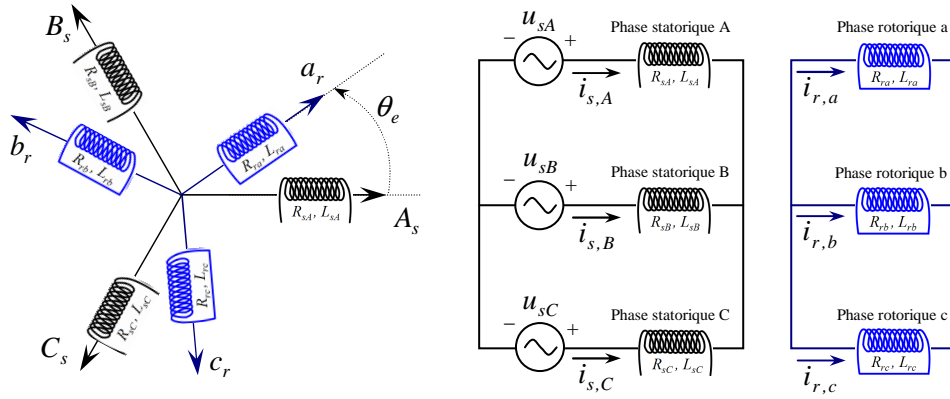 B_s
R_sB, L_sB
a_r
θ_e
b_r
R_rb, L_rb
R_ra, L_ra
R_sA, L_sA
A_s
R_rc, L_rc
R_sC, L_sC
C_s
c_r
u_sA
Phase statorique A
− +
R_sA, L_sA
i_s,A
u_sB
Phase statorique B
− +
R_sB, L_sB
i_s,B
u_sC
Phase statorique C
− +
R_sC, L_sC
i_s,C
Phase rotorique a
R_ra, L_ra
i_r,a
Phase rotorique b
R_rb, L_rb
i_r,b
Phase rotorique c
R_rc, L_rc
i_r,c